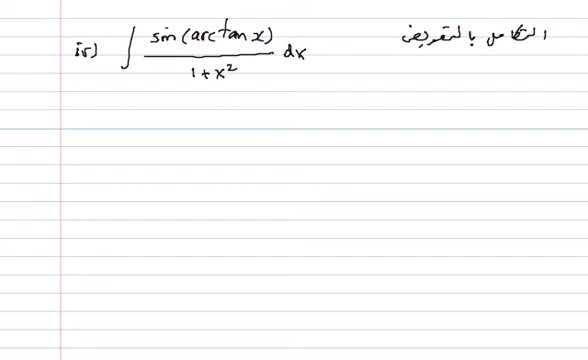 iv) ∫ sin(arctan x) / 1 + x² dx
التكامل بالتعويض